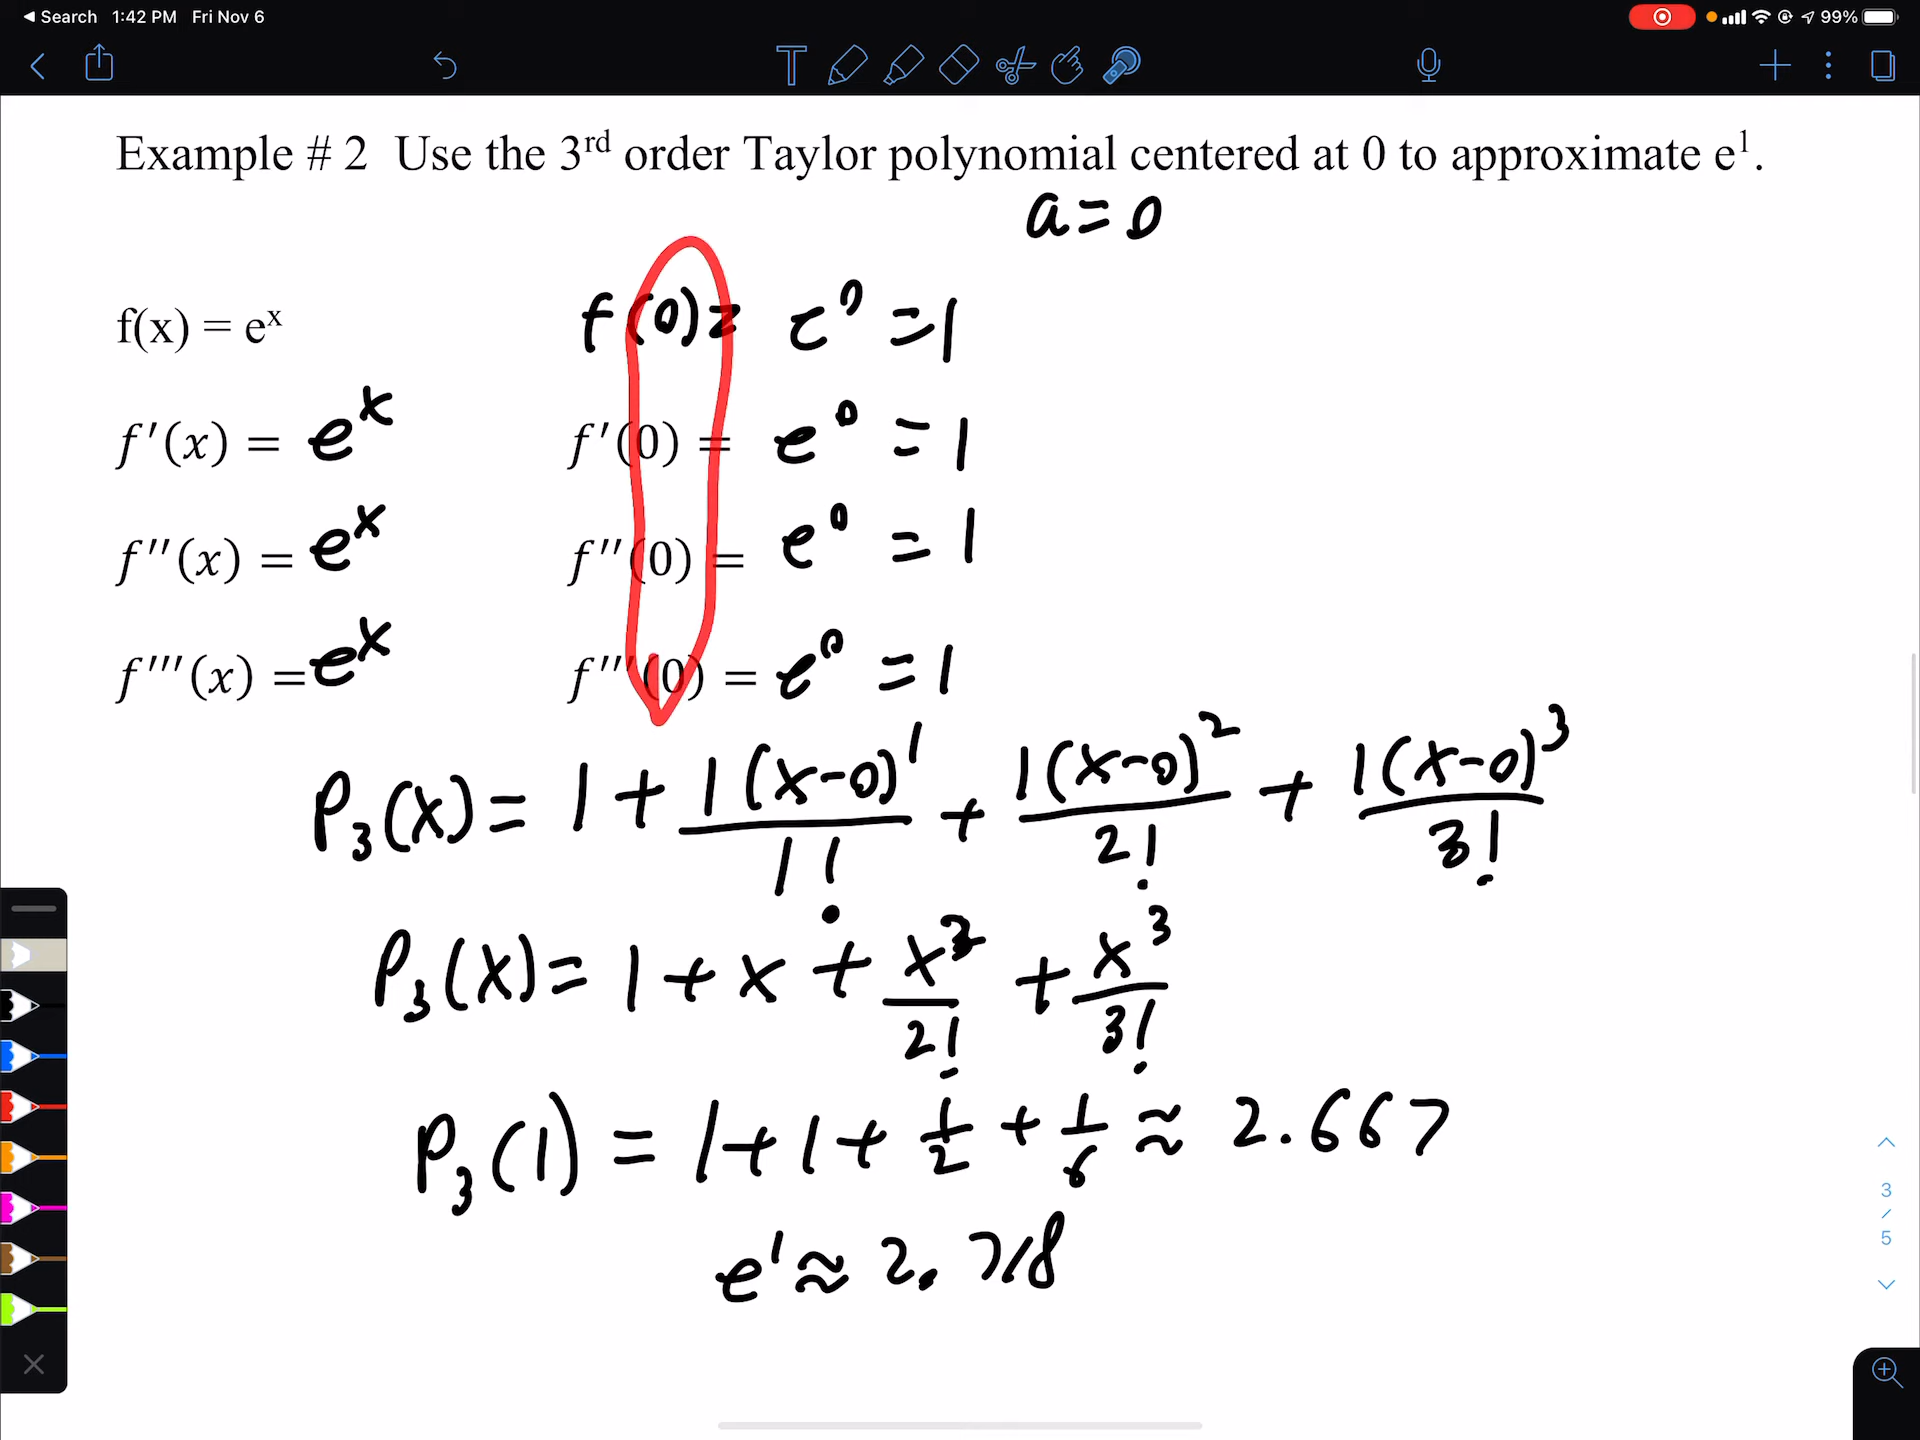 Search 1:42 PM Fri Nov 6 99%
Example # 2 Use the 3rd order Taylor polynomial centered at 0 to approximate e¹.
a = 0
f(x) = eˣ f(0) = e⁰ = 1
f′(x) = eˣ f′(0) = e⁰ = 1
f″(x) = eˣ f″(0) = e⁰ = 1
f‴(x) = eˣ f‴(0) = e⁰ = 1
P₃(x) = 1 + 1(x-0)¹/1! + 1(x-0)²/2! + 1(x-0)³/3!
P₃(x) = 1 + x + x²/2! + x³/3!
P₃(1) = 1 + 1 + 1/2 + 1/6 ≈ 2.667
e¹ ≈ 2.718
3
/
5